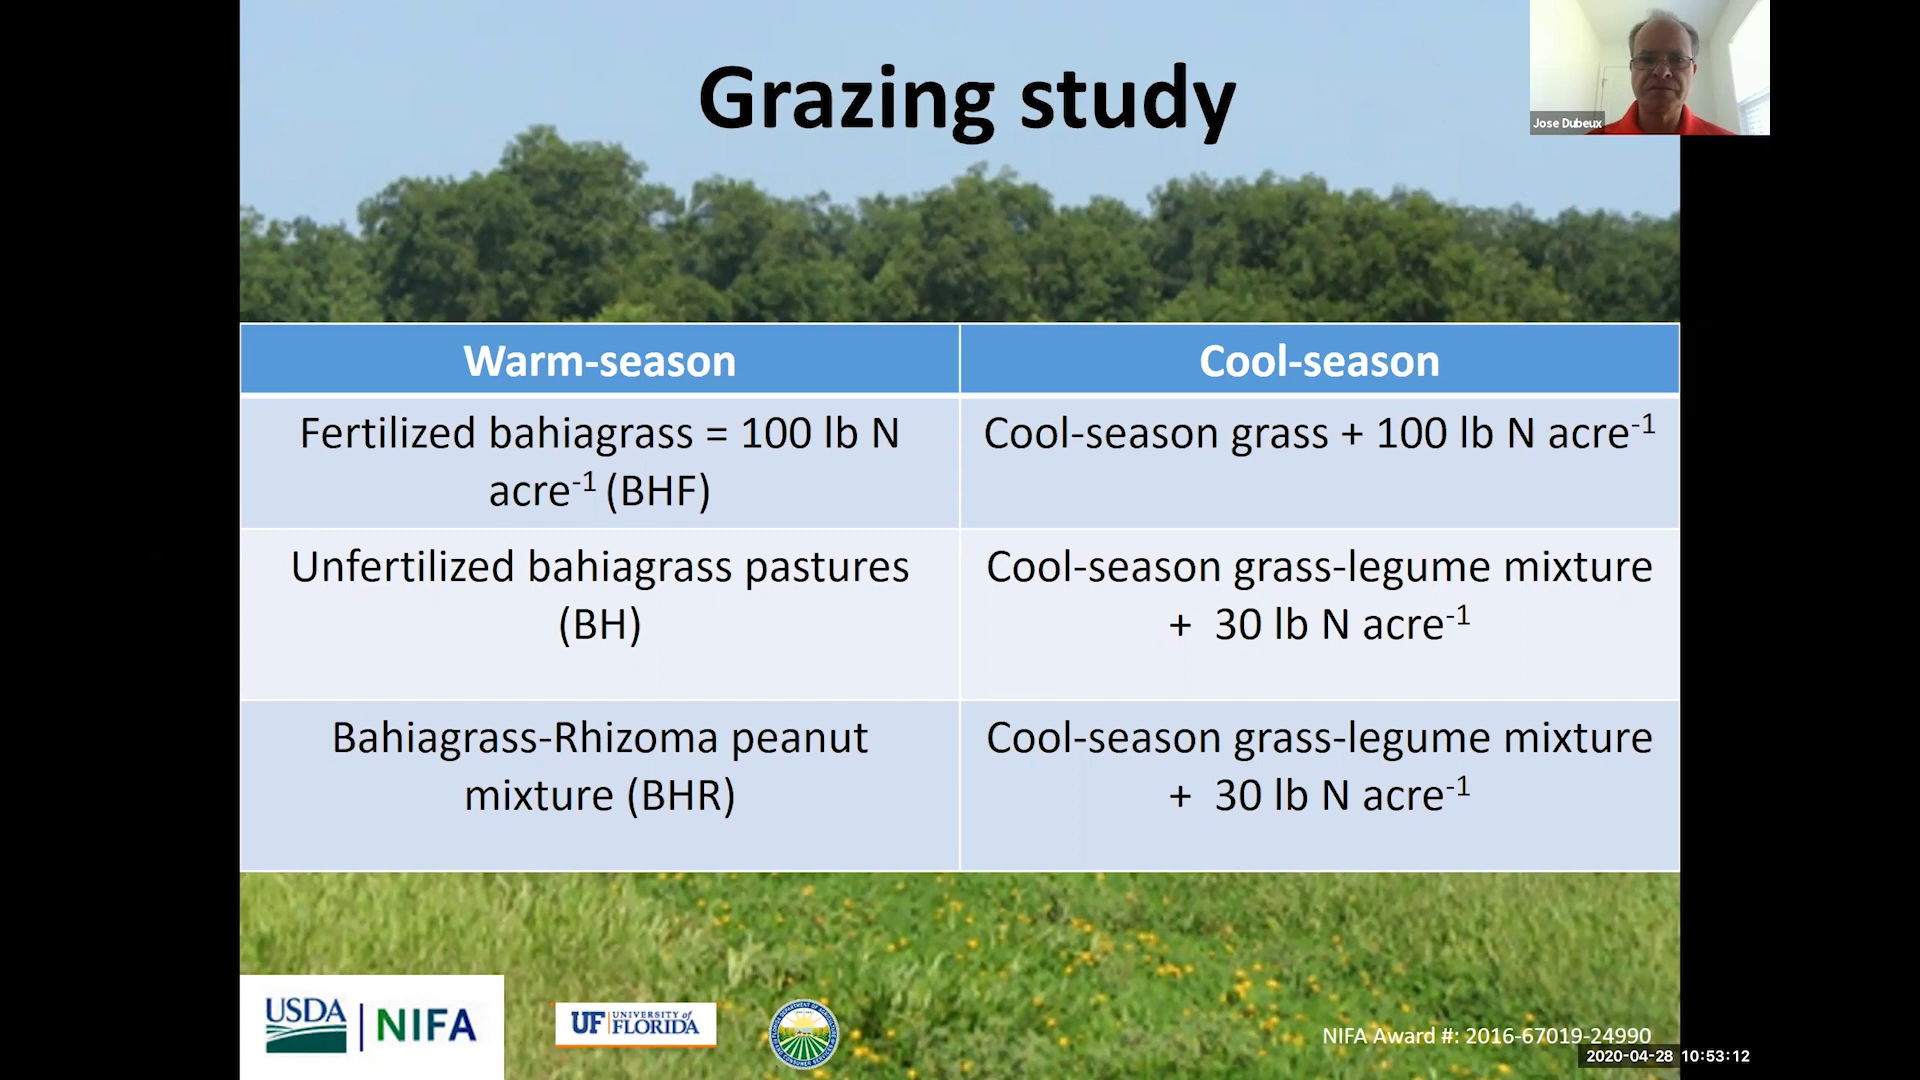 Grazing study
Jose Dubeux
Warm-season
Cool-season
Fertilized bahiagrass = 100 lb N
acre⁻¹ (BHF)
Cool-season grass + 100 lb N acre⁻¹
Unfertilized bahiagrass pastures
(BH)
Cool-season grass-legume mixture
+ 30 lb N acre⁻¹
Bahiagrass-Rhizoma peanut
mixture (BHR)
Cool-season grass-legume mixture
+ 30 lb N acre⁻¹
USDA NIFA
UF UNIVERSITY of
FLORIDA
NIFA Award #: 2016-67019-24990
2020-04-28 10:53:12